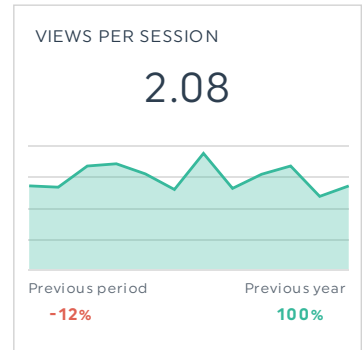 VIEWS PER SESSION
2.08
Previous period Previous year
-12% 100%